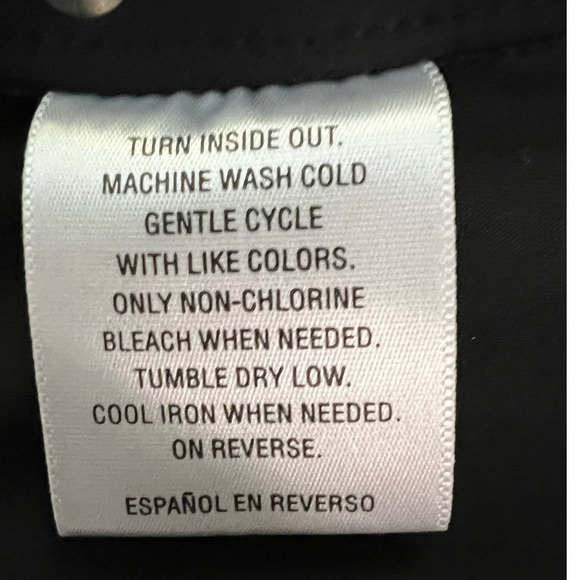 TURN INSIDE OUT.
MACHINE WASH COLD
GENTLE CYCLE
WITH LIKE COLORS.
ONLY NON-CHLORINE
BLEACH WHEN NEEDED.
TUMBLE DRY LOW.
COOL IRON WHEN NEEDED.
ON REVERSE.
ESPAÑOL EN REVERSO